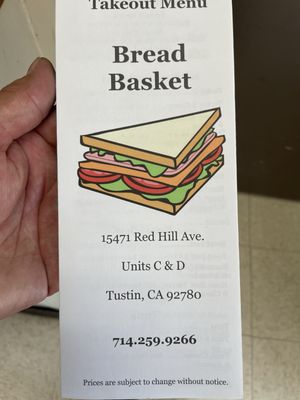 Takeout Menu
Bread
Basket
15471 Red Hill Ave.
Units C & D
Tustin, CA 92780
714.259.9266
Prices are subject to change without notice.